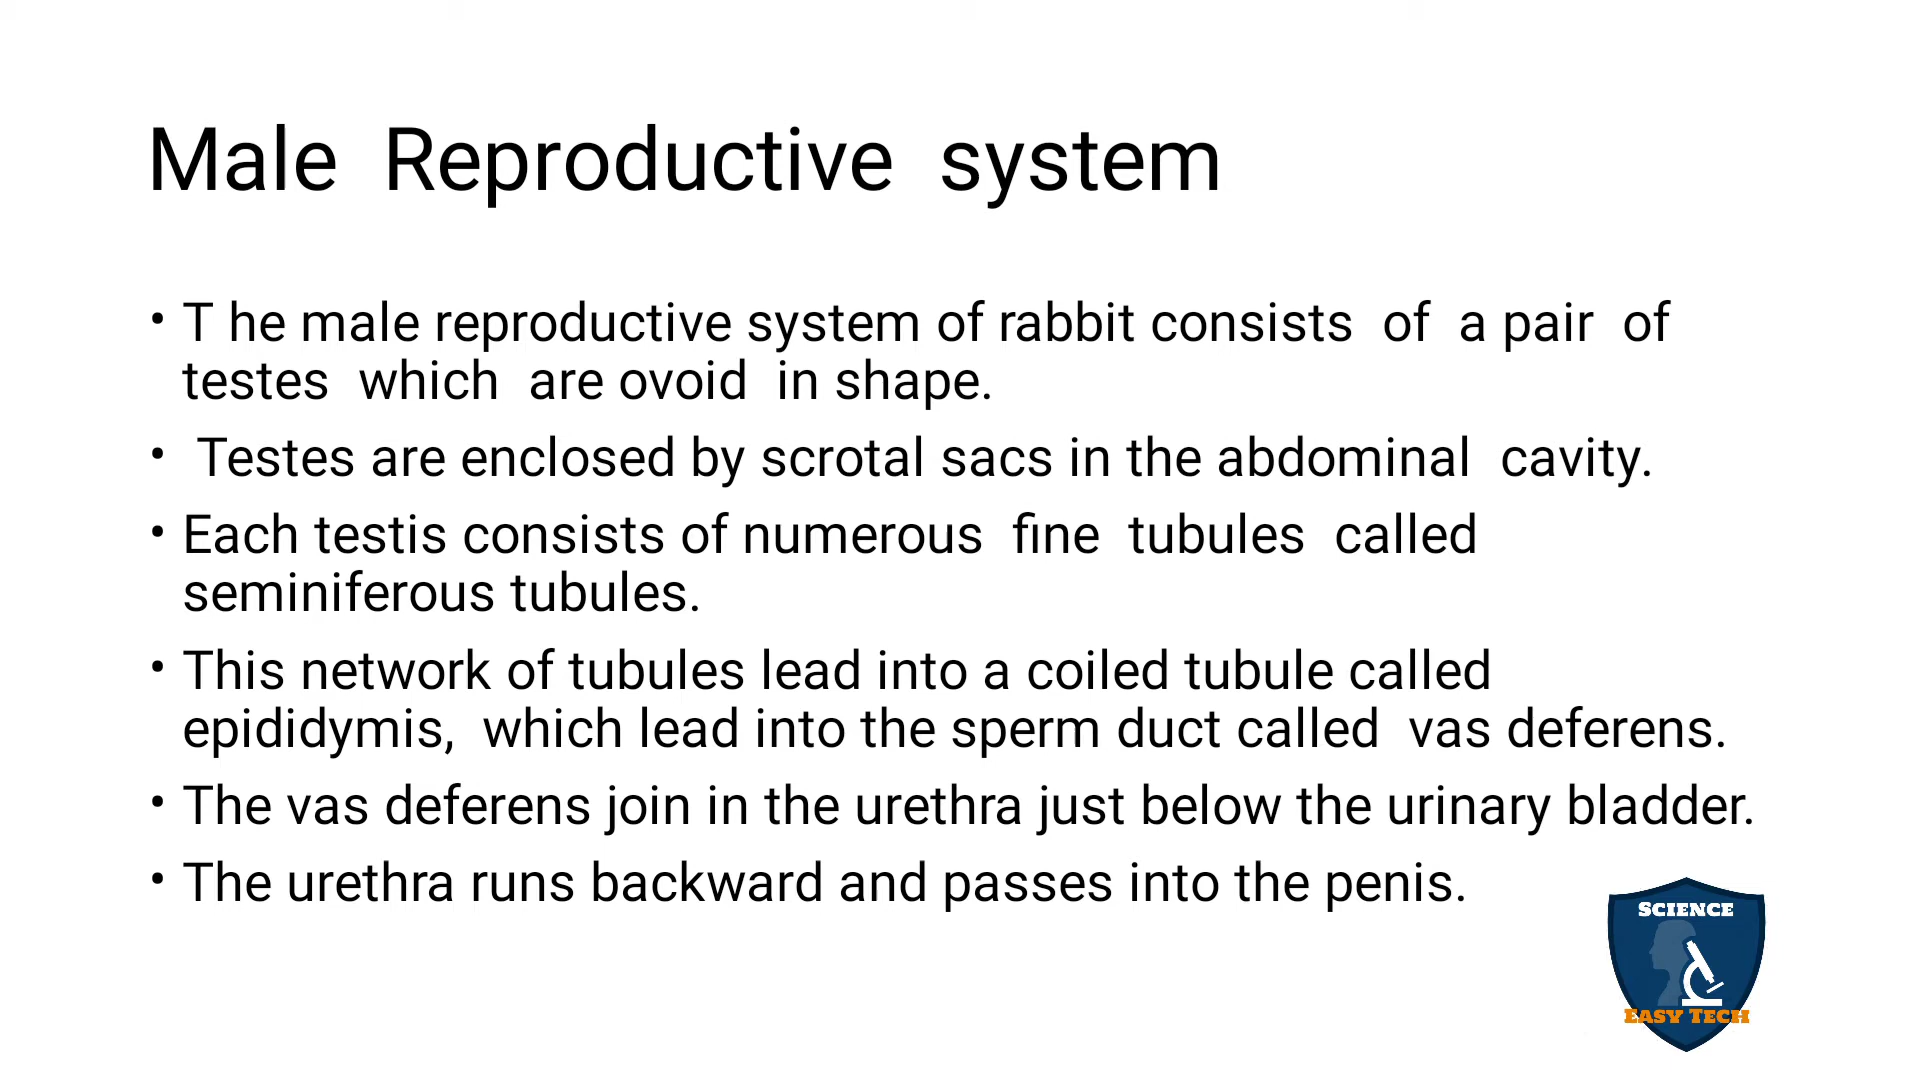 Male Reproductive system
• T he male reproductive system of rabbit consists of a pair of
testes which are ovoid in shape.
• Testes are enclosed by scrotal sacs in the abdominal cavity.
• Each testis consists of numerous fine tubules called
seminiferous tubules.
• This network of tubules lead into a coiled tubule called
epididymis, which lead into the sperm duct called vas deferens.
• The vas deferens join in the urethra just below the urinary bladder.
• The urethra runs backward and passes into the penis.
SCIENCE
EASY TECH